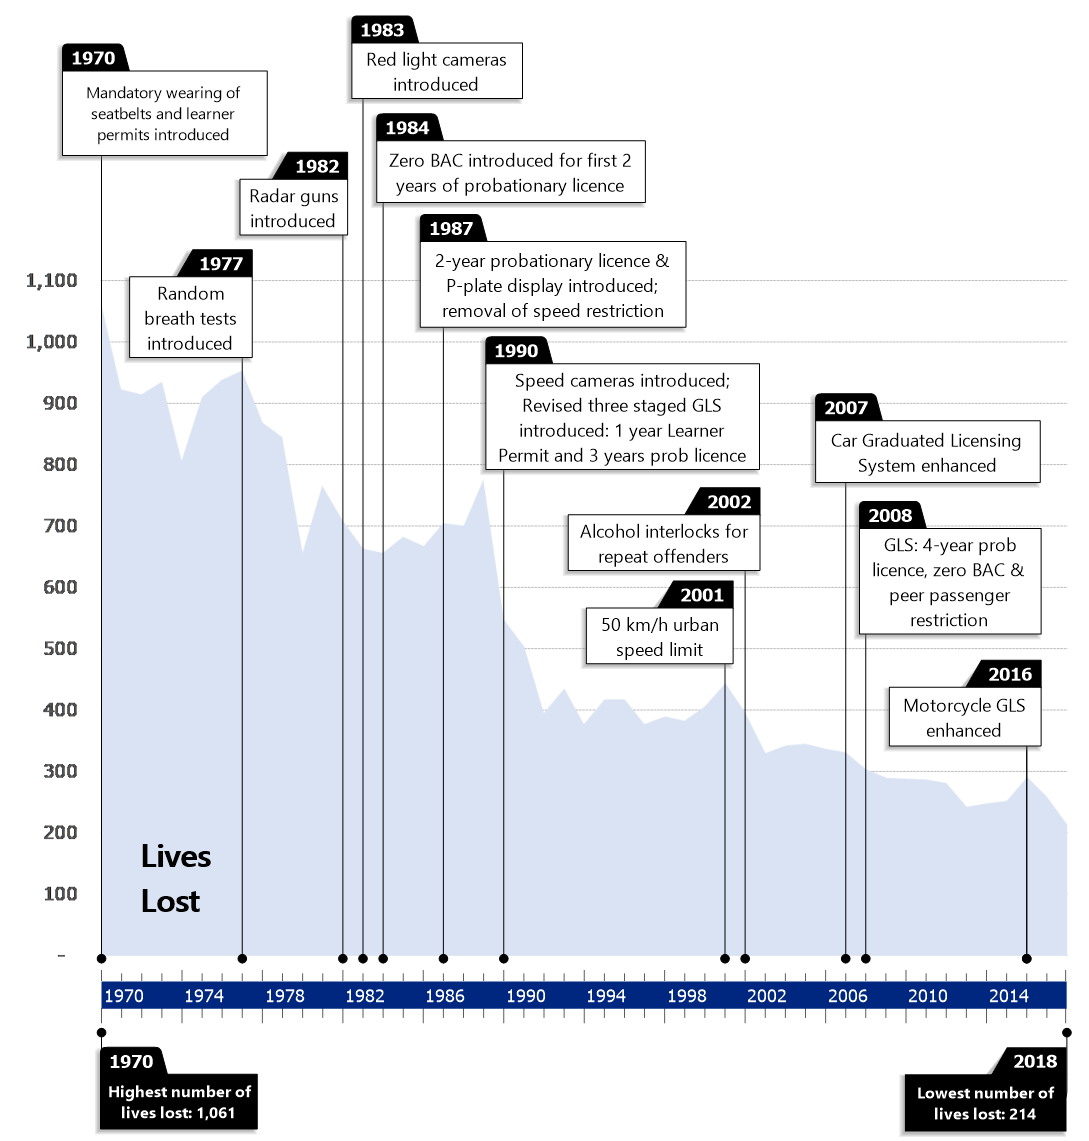 1983
Red light cameras
introduced
1970
Mandatory wearing of
seatbelts and learner
permits introduced
1984
Zero BAC introduced for first 2
years of probationary licence
1982
Radar guns
introduced
1987
2-year probationary licence &
P-plate display introduced;
removal of speed restriction
1977
Random
breath tests
introduced
1990
Speed cameras introduced;
Revised three staged GLS
introduced: 1 year Learner
Permit and 3 years prob licence
2007
Car Graduated Licensing
System enhanced
2002
Alcohol interlocks for
repeat offenders
2008
GLS: 4-year prob
licence, zero BAC &
peer passenger
restriction
2001
50 km/h urban
speed limit
2016
Motorcycle GLS
enhanced
1,100
1,000
900
800
700
600
500
400
300
200
100
-
Lives
Lost
1970 1974 1978 1982 1986 1990 1994 1998 2002 2006 2010 2014
1970
Highest number of
lives lost: 1,061
2018
Lowest number of
lives lost: 214